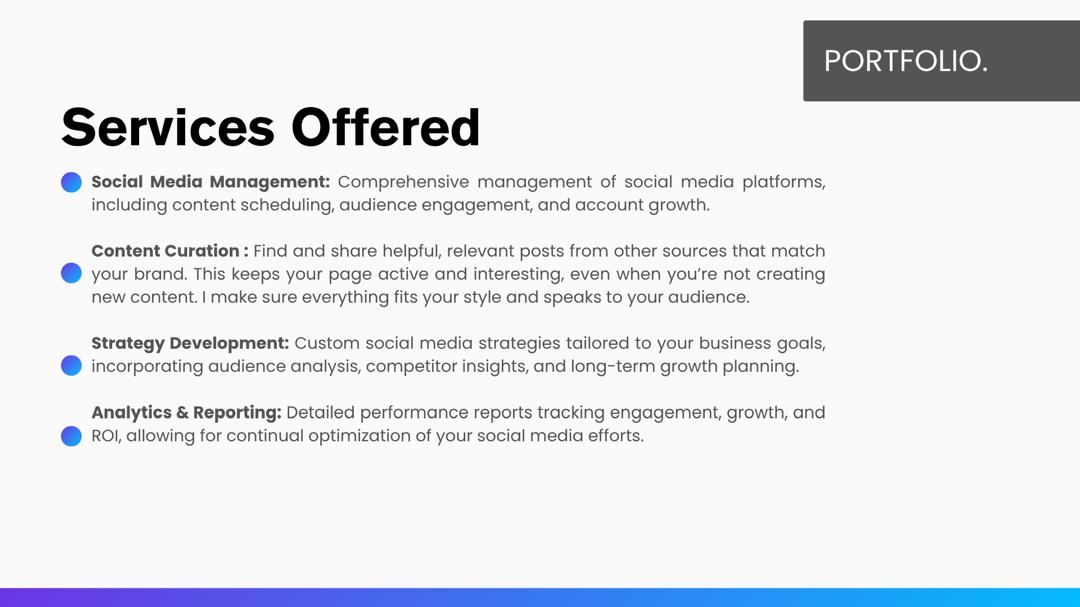 PORTFOLIO.
Services Offered
Social Media Management: Comprehensive management of social media platforms,
including content scheduling, audience engagement, and account growth.
Content Curation : Find and share helpful, relevant posts from other sources that match
your brand. This keeps your page active and interesting, even when you’re not creating
new content. I make sure everything fits your style and speaks to your audience.
Strategy Development: Custom social media strategies tailored to your business goals,
incorporating audience analysis, competitor insights, and long-term growth planning.
Analytics & Reporting: Detailed performance reports tracking engagement, growth, and
ROI, allowing for continual optimization of your social media efforts.